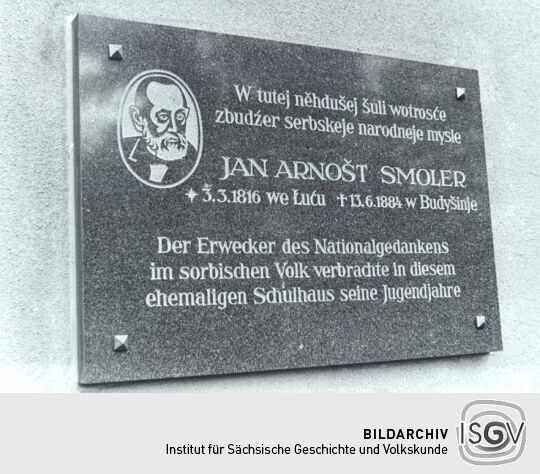 W tutej něhdušej šuli wotrosće
zbudźer serbskeje narodneje mysle
JAN ARNOŠT SMOLER
3.3.1816 we Łuću †13.6.1884 w Budyšinje
Der Erwecker des Nationalgedankens
im sorbischen Volk verbrachte in diesem
ehemaligen Schulhaus seine Jugendjahre
BILDARCHIV
Institut für Sächsische Geschichte und Volkskunde
ISGV